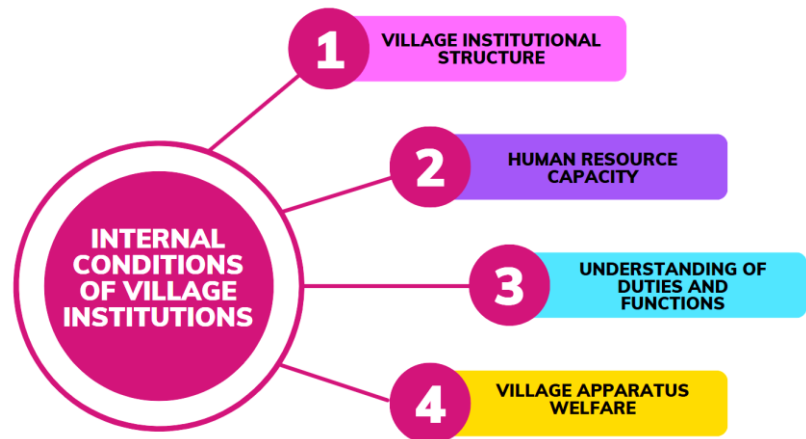 1
VILLAGE INSTITUTIONAL
STRUCTURE
2
HUMAN RESOURCE
CAPACITY
INTERNAL
CONDITIONS
OF VILLAGE
INSTITUTIONS
3
UNDERSTANDING OF
DUTIES AND
FUNCTIONS
4
VILLAGE APPARATUS
WELFARE